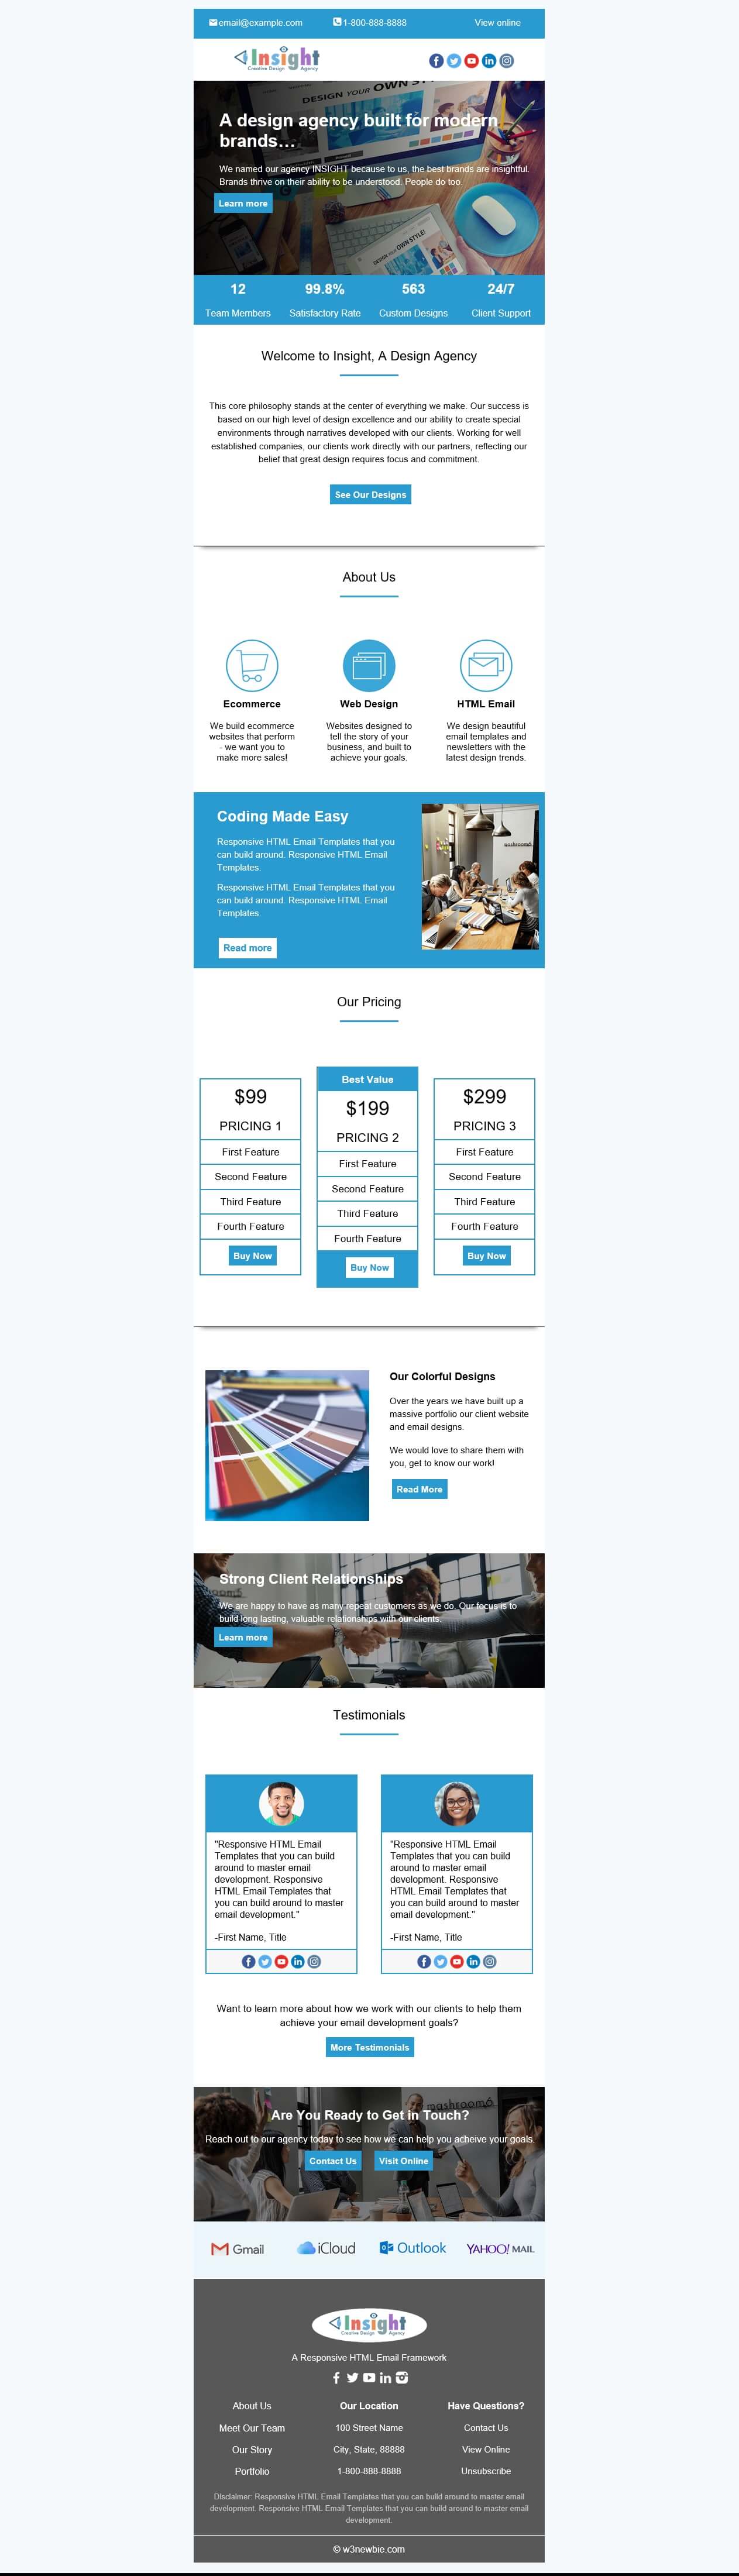 email@example.com 1-800-888-8888 View online
Insight
Creative Design Agency
A design agency built for modern
brands...
We named our agency INSIGHT because to us, the best brands are insightful.
Brands thrive on their ability to be understood. People do too.
Learn more
12 99.8% 563 24/7
Team Members Satisfactory Rate Custom Designs Client Support
Welcome to Insight, A Design Agency
This core philosophy stands at the center of everything we make. Our success is
based on our high level of design excellence and our ability to create special
environments through narratives developed with our clients. Working for well
established companies, our clients work directly with our partners, reflecting our
belief that great design requires focus and commitment.
See Our Designs
About Us
Ecommerce
We build ecommerce
websites that perform
- we want you to
make more sales!
Web Design
Websites designed to
tell the story of your
business, and built to
achieve your goals.
HTML Email
We design beautiful
email templates and
newsletters with the
latest design trends.
Coding Made Easy
Responsive HTML Email Templates that you
can build around. Responsive HTML Email
Templates.
Responsive HTML Email Templates that you
can build around. Responsive HTML Email
Templates.
Read more
Our Pricing
$99
PRICING 1
First Feature
Second Feature
Third Feature
Fourth Feature
Buy Now
Best Value
$199
PRICING 2
First Feature
Second Feature
Third Feature
Fourth Feature
Buy Now
$299
PRICING 3
First Feature
Second Feature
Third Feature
Fourth Feature
Buy Now
Our Colorful Designs
Over the years we have built up a
massive portfolio our client website
and email designs.
We would love to share them with
you, get to know our work!
Read More
Strong Client Relationships
We are happy to have as many repeat customers as we do. Our focus is to
build long lasting, valuable relationships with our clients.
Learn more
Testimonials
"Responsive HTML Email
Templates that you can build
around to master email
development. Responsive
HTML Email Templates that
you can build around to master
email development."
-First Name, Title
"Responsive HTML Email
Templates that you can build
around to master email
development. Responsive
HTML Email Templates that
you can build around to master
email development."
-First Name, Title
Want to learn more about how we work with our clients to help them
achieve your email development goals?
More Testimonials
Are You Ready to Get in Touch?
Reach out to our agency today to see how we can help you acheive your goals.
Contact Us Visit Online
Gmail iCloud Outlook YAHOO! MAIL
Insight
Creative Design Agency
A Responsive HTML Email Framework
About Us
Meet Our Team
Our Story
Portfolio
Our Location
100 Street Name
City, State, 88888
1-800-888-8888
Have Questions?
Contact Us
View Online
Unsubscribe
Disclaimer: Responsive HTML Email Templates that you can build around to master email
development. Responsive HTML Email Templates that you can build around to master email
development.
© w3newbie.com